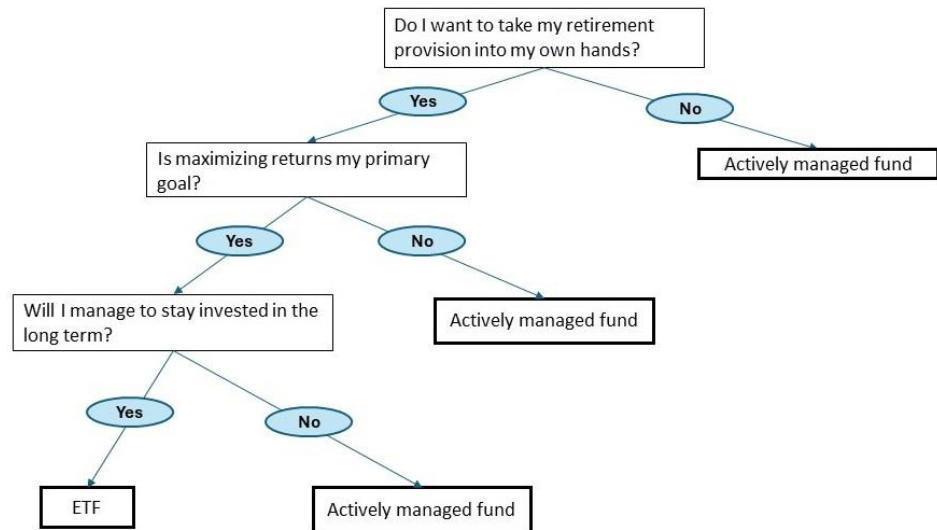 Do I want to take my retirement
provision into my own hands?
Yes
No
Is maximizing returns my primary
goal?
Actively managed fund
Yes
No
Will I manage to stay invested in the
long term?
Actively managed fund
Yes
No
ETF
Actively managed fund